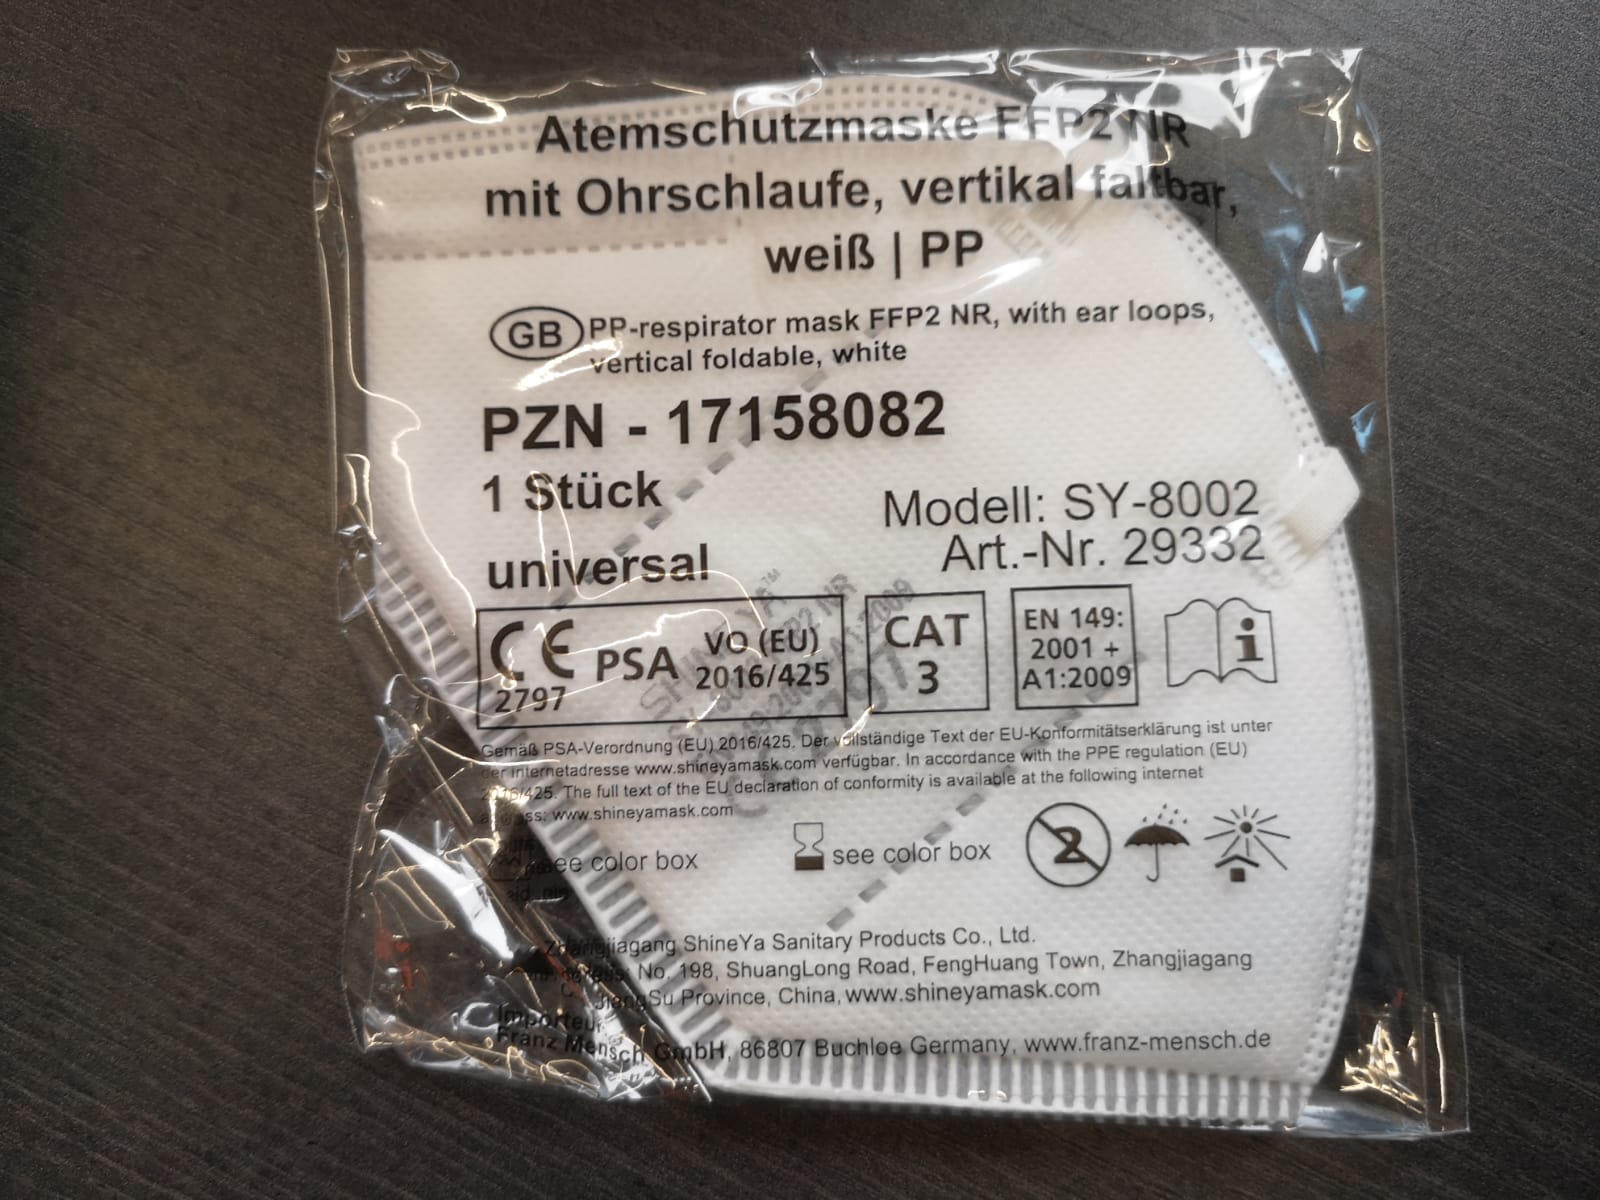 Atemschutzmaske FFP2 NR
mit Ohrschlaufe, vertikal faltbar,
weiß | PP
GB PP-respirator mask FFP2 NR, with ear loops,
vertical foldable, white
PZN - 17158082
1 Stück
universal
Modell: SY-8002
Art.-Nr. 29332
CE 2797 PSA VO (EU) 2016/425
CAT 3
EN 149:
2001 +
A1:2009
Gemäß PSA-Verordnung (EU) 2016/425. Der vollständige Text der EU-Konformitätserklärung ist unter
der Internetadresse www.shineyamask.com verfügbar. In accordance with the PPE regulation (EU)
2016/425. The full text of the EU declaration of conformity is available at the following internet
address: www.shineyamask.com
see color box
see color box
2
Zhangjiagang ShineYa Sanitary Products Co., Ltd.
No. 198, ShuangLong Road, FengHuang Town, Zhangjiagang
JiangSu Province, China, www.shineyamask.com
Importeur
Franz Mensch GmbH, 86807 Buchloe Germany, www.franz-mensch.de